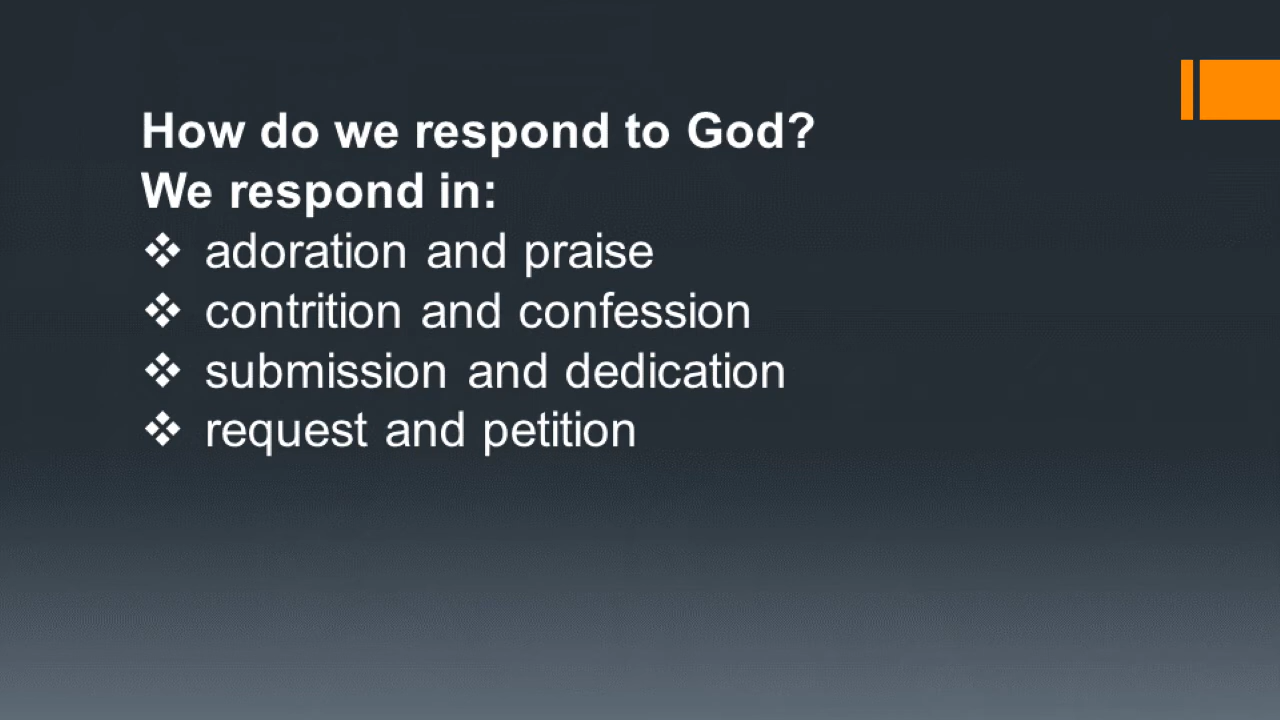 How do we respond to God?
We respond in:
❖ adoration and praise
❖ contrition and confession
❖ submission and dedication
❖ request and petition